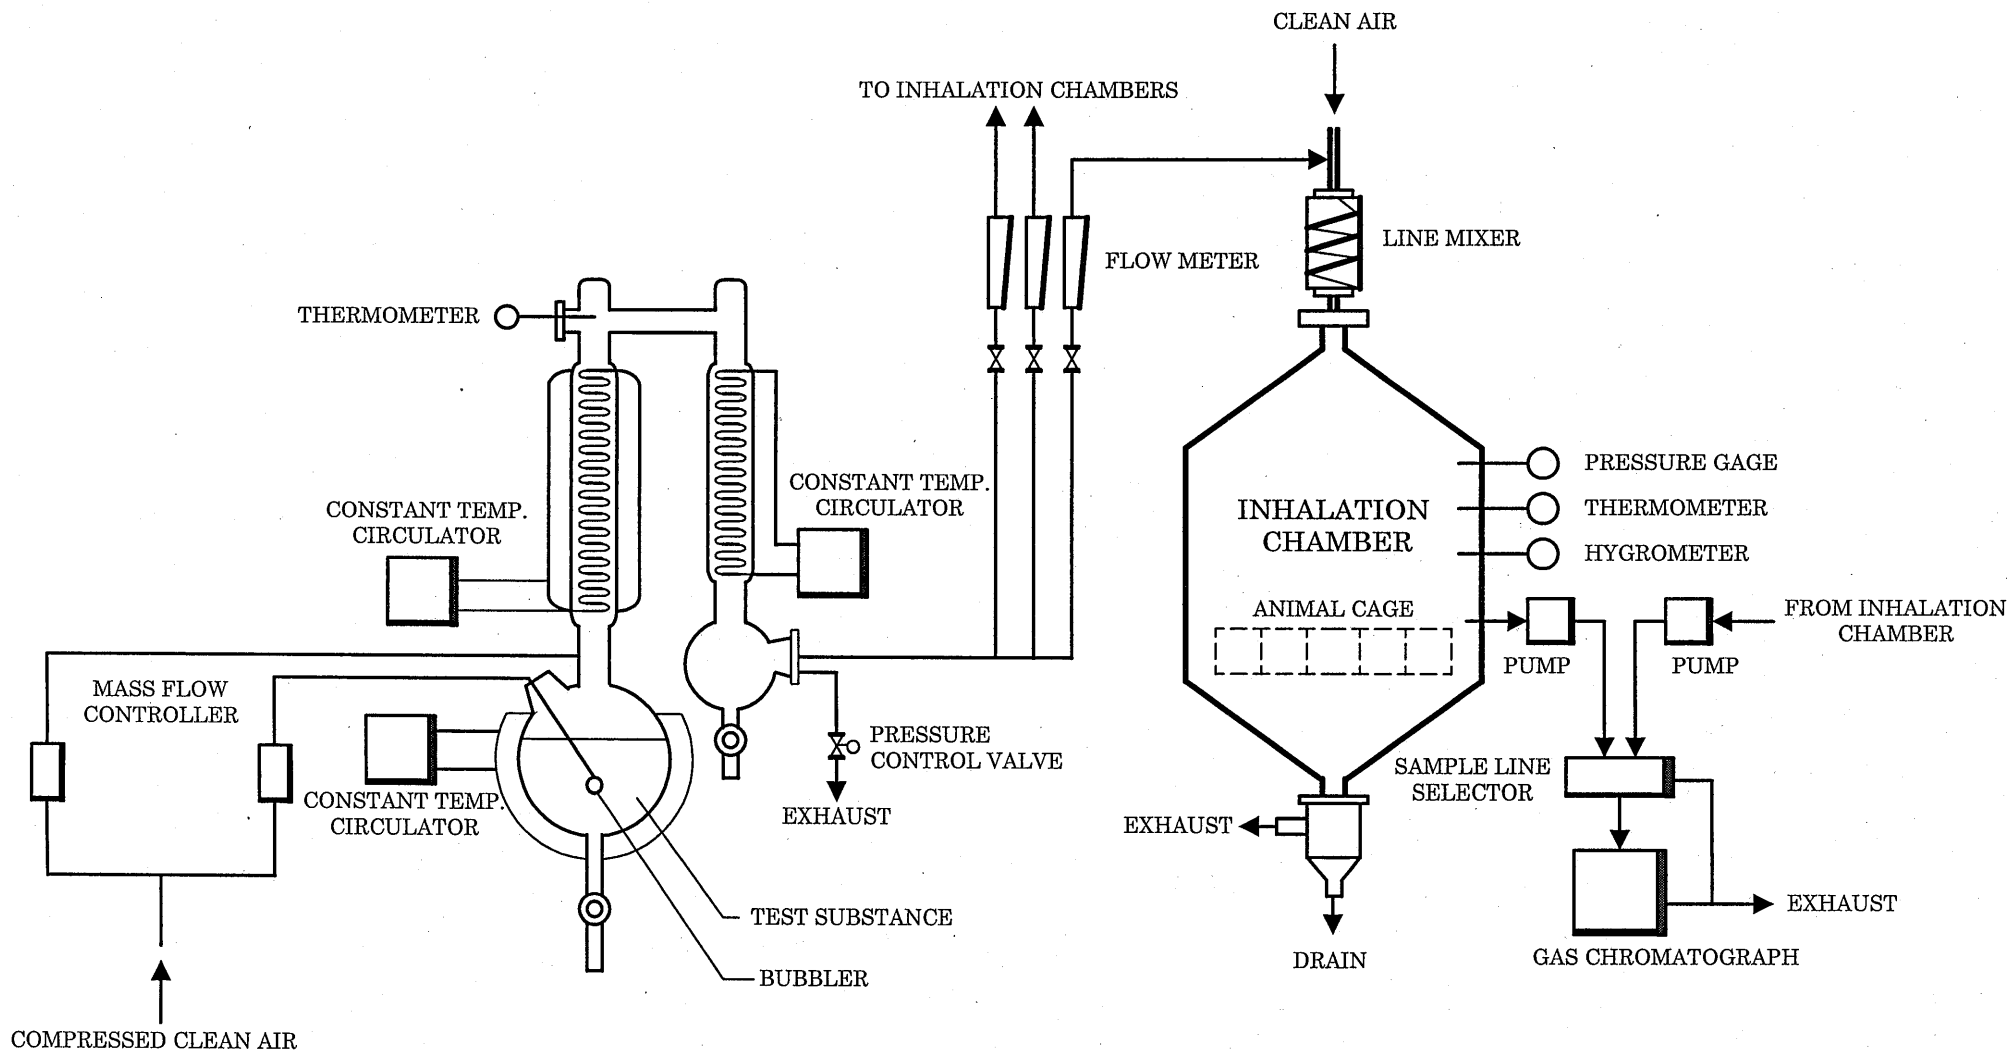 CLEAN AIR
TO INHALATION CHAMBERS
LINE MIXER
FLOW METER
THERMOMETER
PRESSURE GAGE
CONSTANT TEMP.
CIRCULATOR
CONSTANT TEMP.
CIRCULATOR
INHALATION
CHAMBER
THERMOMETER
HYGROMETER
ANIMAL CAGE
FROM INHALATION
CHAMBER
PUMP
PUMP
MASS FLOW
CONTROLLER
PRESSURE
CONTROL VALVE
SAMPLE LINE
SELECTOR
CONSTANT TEMP.
CIRCULATOR
EXHAUST
EXHAUST
TEST SUBSTANCE
EXHAUST
BUBBLER
DRAIN
GAS CHROMATOGRAPH
COMPRESSED CLEAN AIR